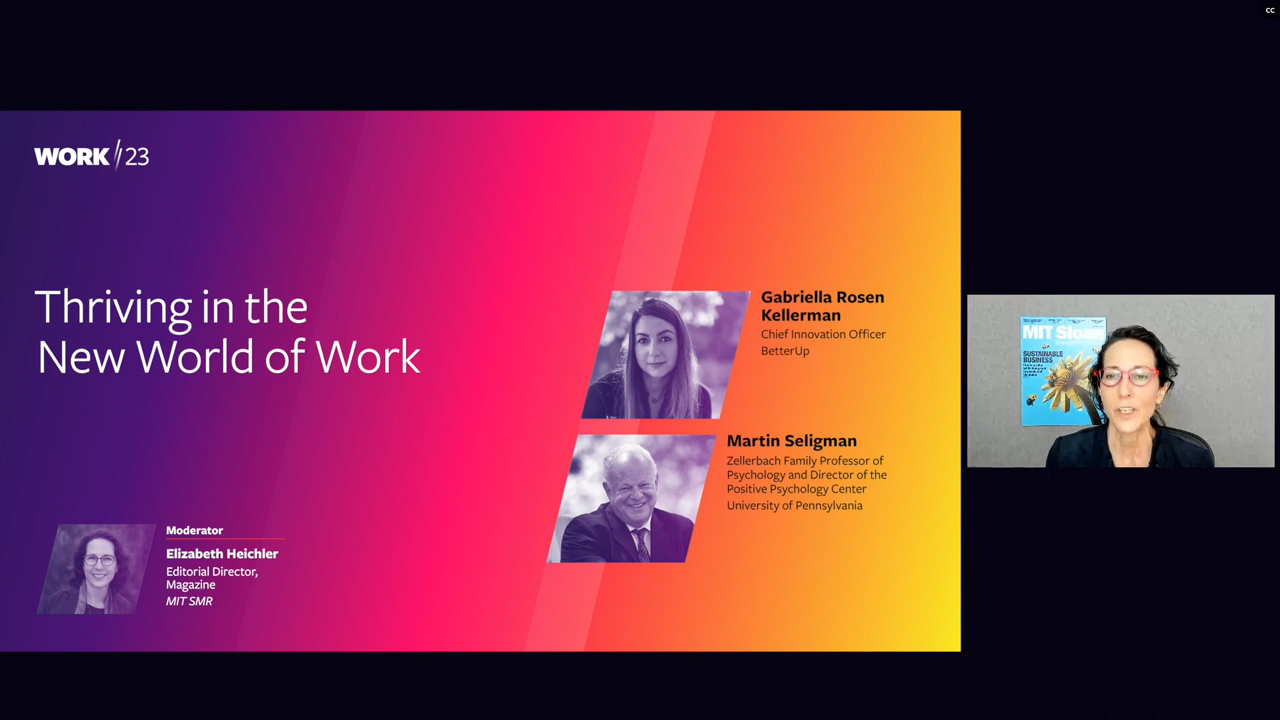 CC
WORK/23
Thriving in the
New World of Work
Gabriella Rosen
Kellerman
Chief Innovation Officer
BetterUp
Martin Seligman
Zellerbach Family Professor of
Psychology and Director of the
Positive Psychology Center
University of Pennsylvania
Moderator
Elizabeth Heichler
Editorial Director,
Magazine
MIT SMR
MIT Sloan
SUSTAINABLE
BUSINESS